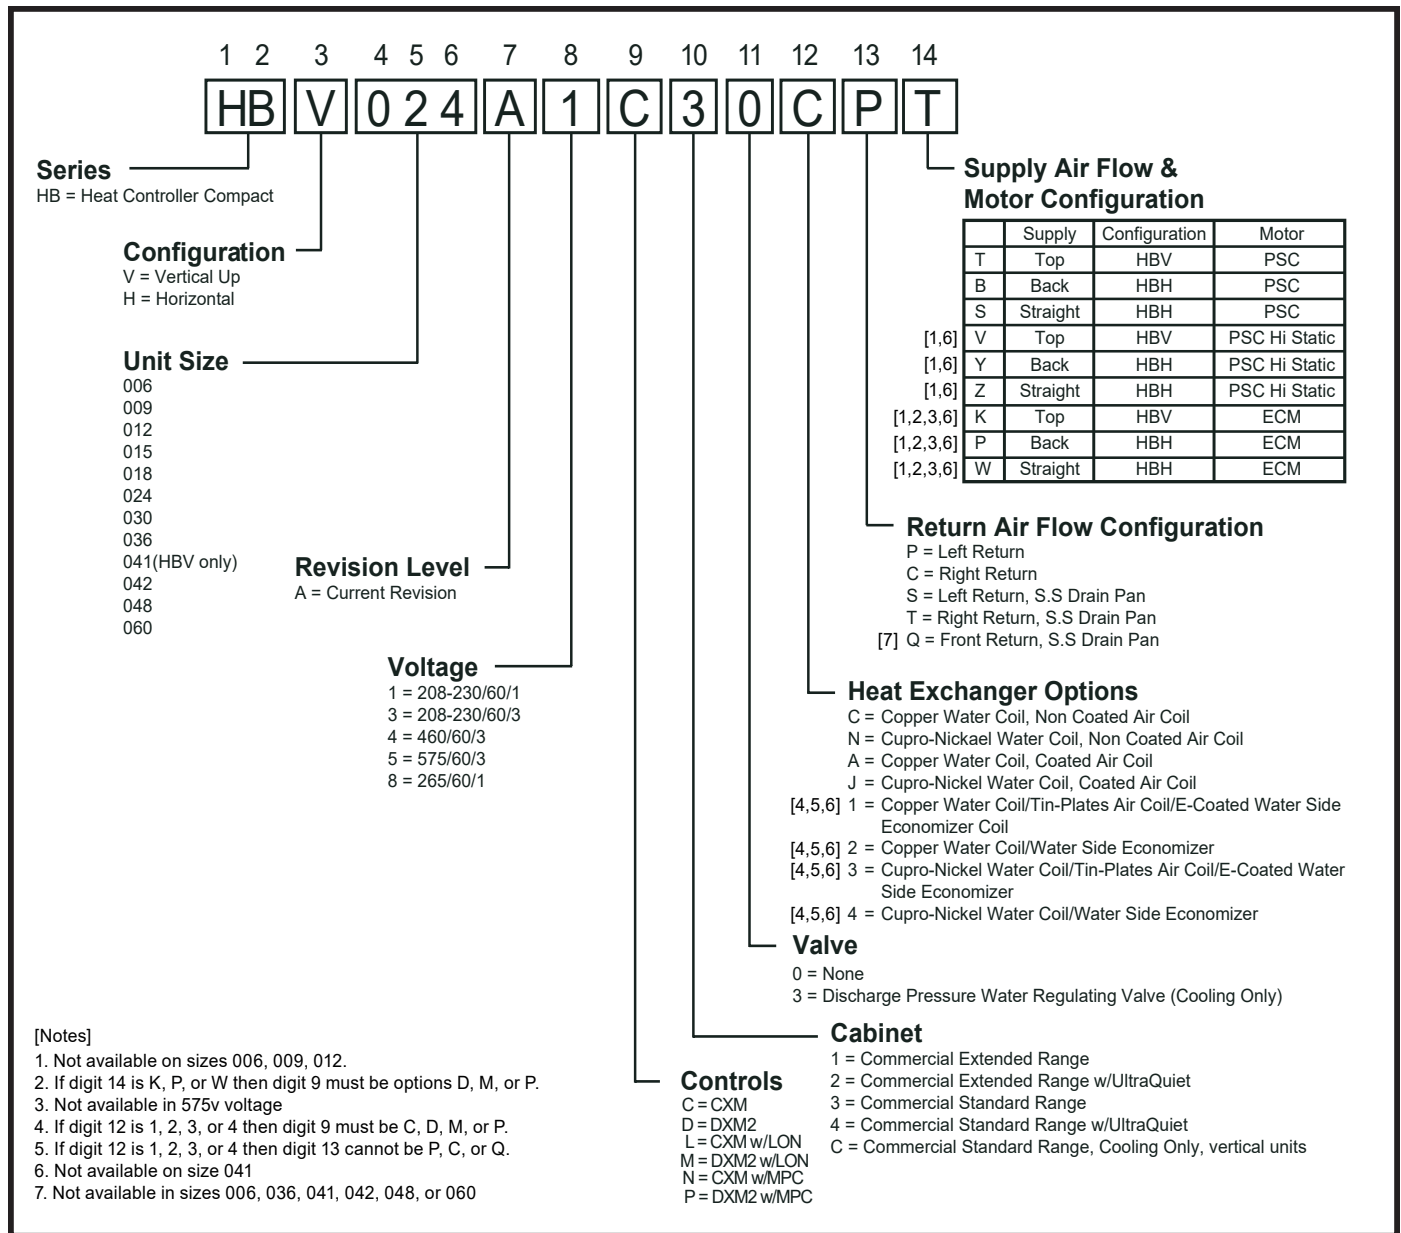 1 2 3 4 5 6 7 8 9 10 11 12 13 14
HB V 0 2 4 A 1 C 3 0 C P T
Series
HB = Heat Controller Compact
Configuration
V = Vertical Up
H = Horizontal
Unit Size
006
009
012
015
018
024
030
036
041(HBV only)
042
048
060
Revision Level
A = Current Revision
Voltage
1 = 208-230/60/1
3 = 208-230/60/3
4 = 460/60/3
5 = 575/60/3
8 = 265/60/1
Supply Air Flow &
Motor Configuration
Supply Configuration Motor
T Top HBV PSC
B Back HBH PSC
S Straight HBH PSC
[1,6] V Top HBV PSC Hi Static
[1,6] Y Back HBH PSC Hi Static
[1,6] Z Straight HBH PSC Hi Static
[1,2,3,6] K Top HBV ECM
[1,2,3,6] P Back HBH ECM
[1,2,3,6] W Straight HBH ECM
Return Air Flow Configuration
P = Left Return
C = Right Return
S = Left Return, S.S Drain Pan
T = Right Return, S.S Drain Pan
[7] Q = Front Return, S.S Drain Pan
Heat Exchanger Options
C = Copper Water Coil, Non Coated Air Coil
N = Cupro-Nickael Water Coil, Non Coated Air Coil
A = Copper Water Coil, Coated Air Coil
J = Cupro-Nickel Water Coil, Coated Air Coil
[4,5,6] 1 = Copper Water Coil/Tin-Plates Air Coil/E-Coated Water Side
Economizer Coil
[4,5,6] 2 = Copper Water Coil/Water Side Economizer
[4,5,6] 3 = Cupro-Nickel Water Coil/Tin-Plates Air Coil/E-Coated Water
Side Economizer
[4,5,6] 4 = Cupro-Nickel Water Coil/Water Side Economizer
Valve
0 = None
3 = Discharge Pressure Water Regulating Valve (Cooling Only)
Cabinet
1 = Commercial Extended Range
2 = Commercial Extended Range w/UltraQuiet
3 = Commercial Standard Range
4 = Commercial Standard Range w/UltraQuiet
C = Commercial Standard Range, Cooling Only, vertical units
Controls
C = CXM
D = DXM2
L = CXM w/LON
M = DXM2 w/LON
N = CXM w/MPC
P = DXM2 w/MPC
[Notes]
1. Not available on sizes 006, 009, 012.
2. If digit 14 is K, P, or W then digit 9 must be options D, M, or P.
3. Not available in 575v voltage
4. If digit 12 is 1, 2, 3, or 4 then digit 9 must be C, D, M, or P.
5. If digit 12 is 1, 2, 3, or 4 then digit 13 cannot be P, C, or Q.
6. Not available on size 041
7. Not available in sizes 006, 036, 041, 042, 048, or 060